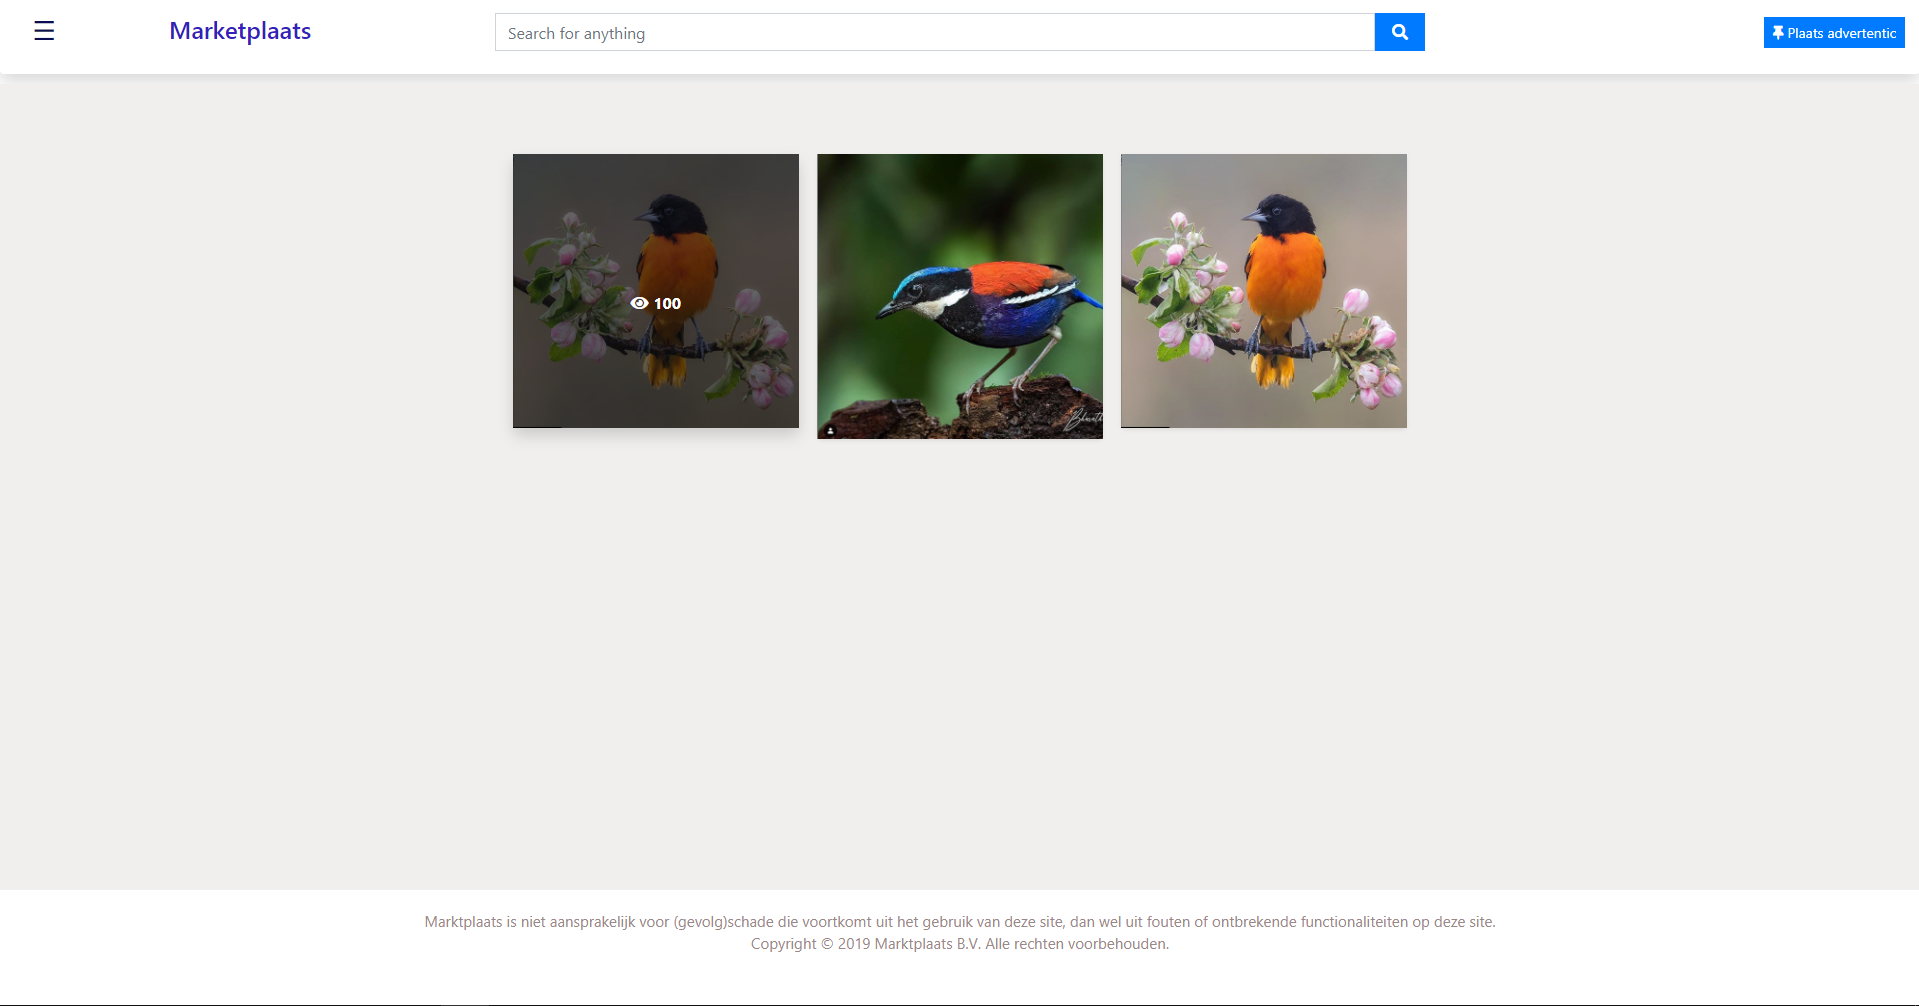 Marketplaats
Search for anything
Plaats advertentic
100
Marktplaats is niet aansprakelijk voor (gevolg)schade die voortkomt uit het gebruik van deze site, dan wel uit fouten of ontbrekende functionaliteiten op deze site.
Copyright © 2019 Marktplaats B.V. Alle rechten voorbehouden.